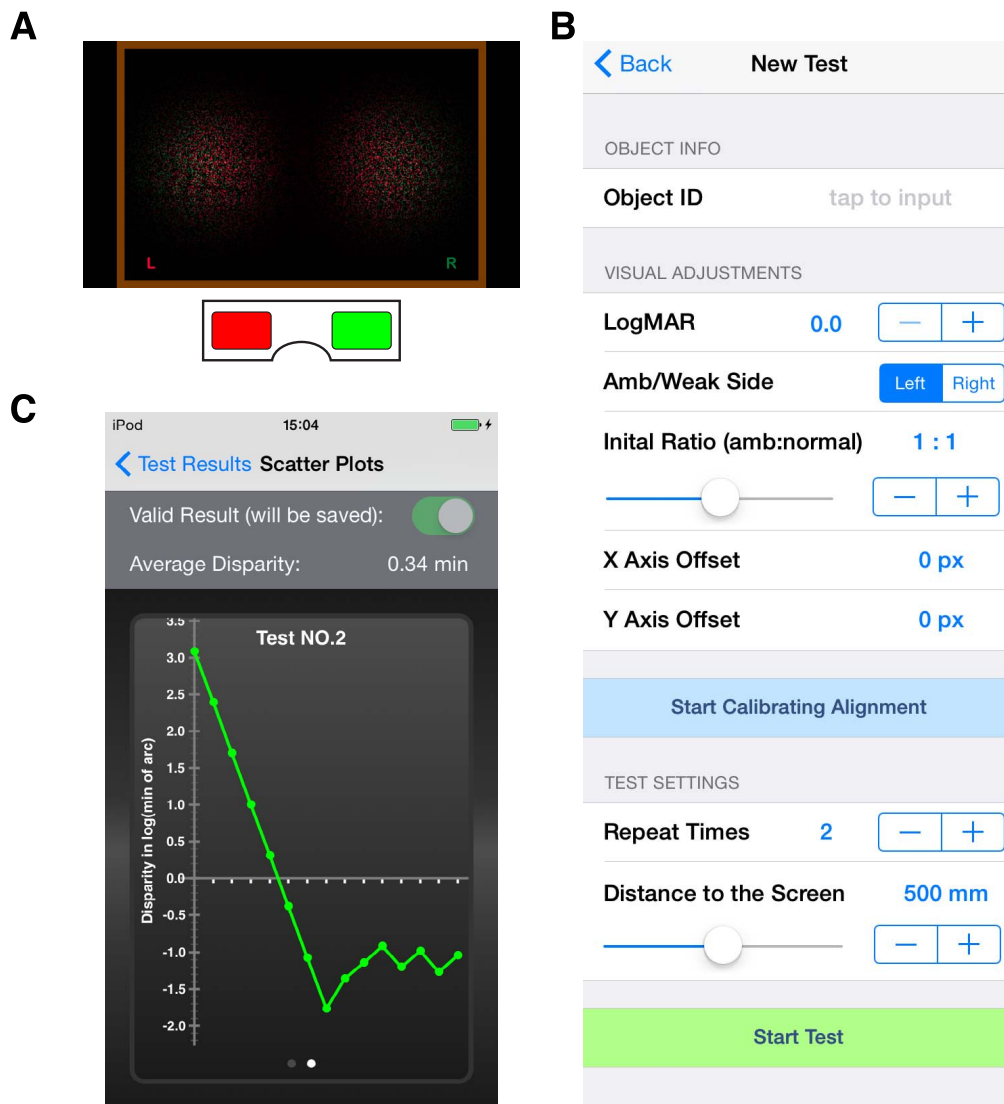 A
L R
B
Back New Test
OBJECT INFO
Object ID tap to input
VISUAL ADJUSTMENTS
LogMAR 0.0 — +
Amb/Weak Side Left Right
Inital Ratio (amb:normal) 1 : 1
— +
X Axis Offset 0 px
Y Axis Offset 0 px
Start Calibrating Alignment
TEST SETTINGS
Repeat Times 2 — +
Distance to the Screen 500 mm
— +
Start Test
C
iPod 15:04
Test Results Scatter Plots
Valid Result (will be saved):
Average Disparity: 0.34 min
Test NO.2
Disparity in log(min of arc)
3.5
3.0
2.5
2.0
1.5
1.0
0.5
0.0
-0.5
-1.0
-1.5
-2.0